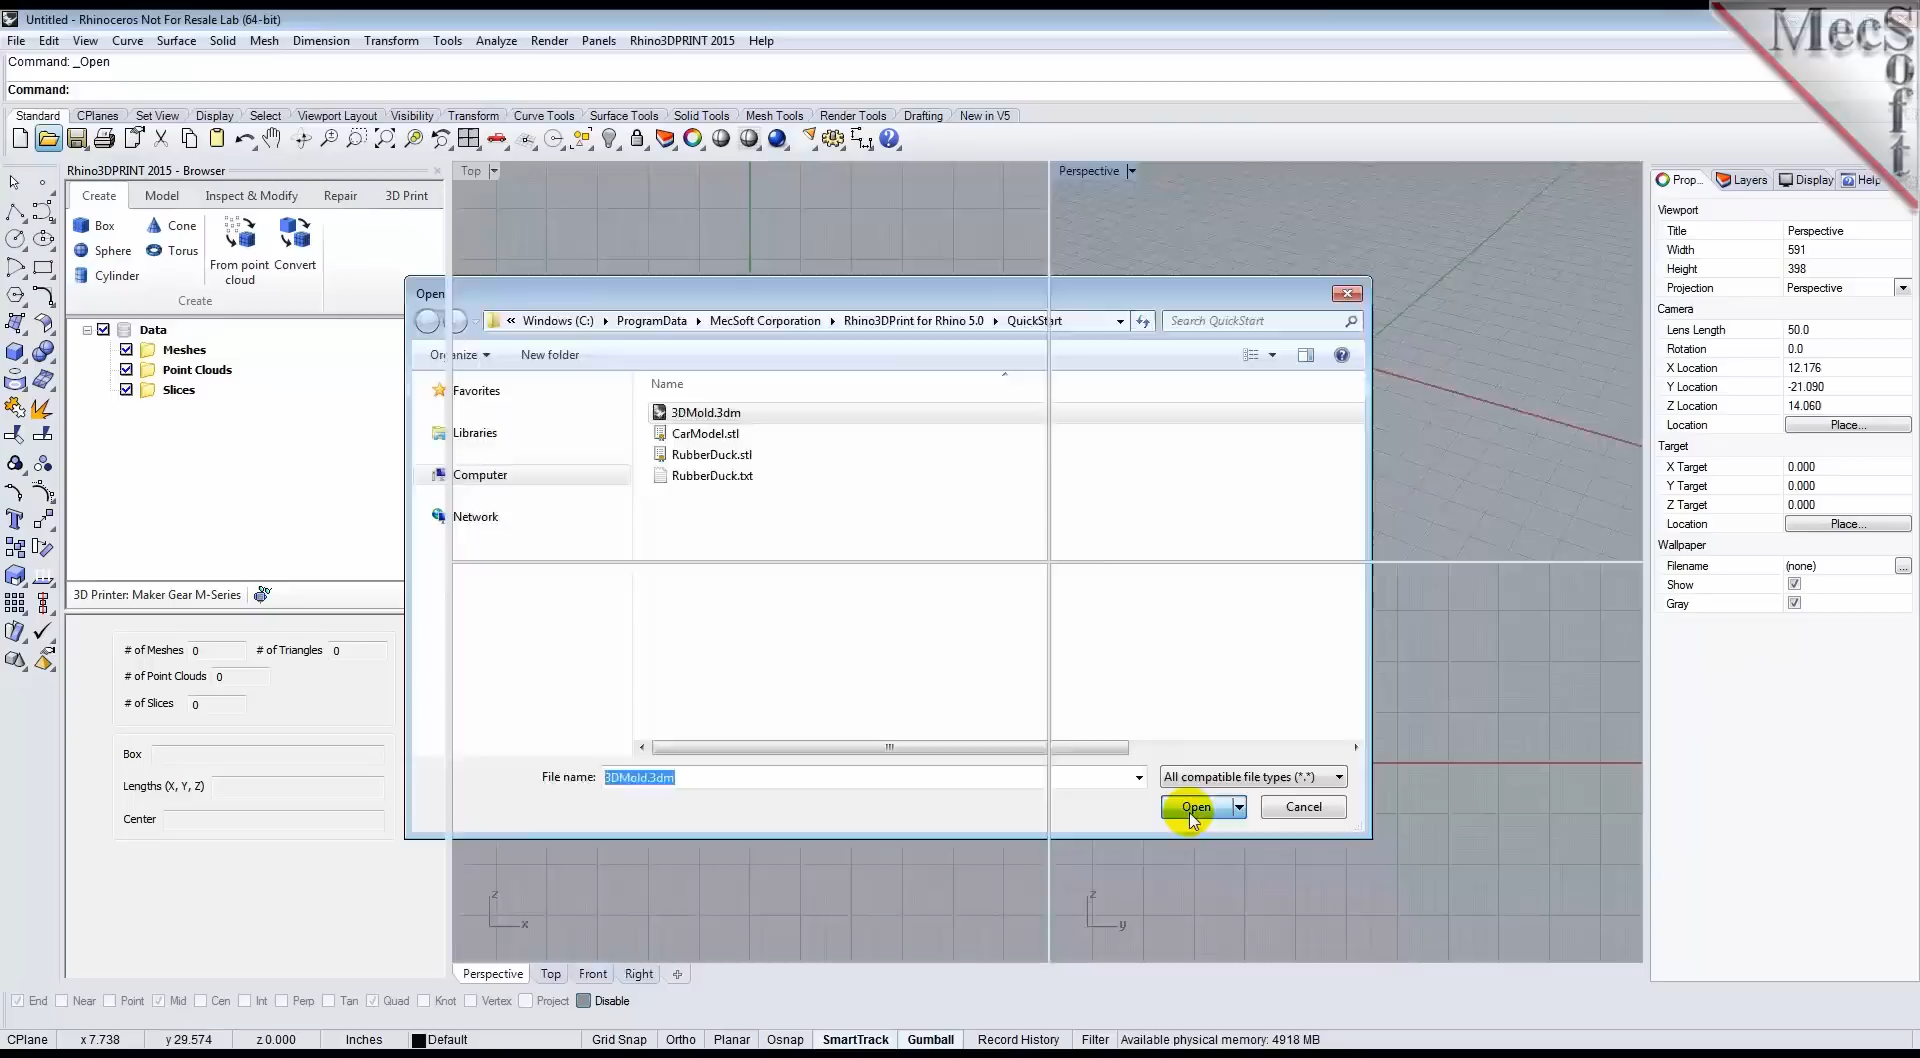 Untitled - Rhinoceros Not For Resale Lab (64-bit)
File Edit View Curve Surface Solid Mesh Dimension Transform Tools Analyze Render Panels Rhino3DPRINT 2015 Help
MecSoft
Command: _Open
Command:
Standard CPlanes Set View Display Select Viewport Layout Visibility Transform Curve Tools Surface Tools Solid Tools Mesh Tools Render Tools Drafting New in V5
Rhino3DPRINT 2015 - Browser
Create Model Inspect & Modify Repair 3D Print
Box Cone
Sphere Torus
Cylinder
From point cloud
Convert
Create
Data
Meshes
Point Clouds
Slices
3D Printer: Maker Gear M-Series
# of Meshes 0 # of Triangles 0
# of Point Clouds 0
# of Slices 0
Box
Lengths (X, Y, Z)
Center
Top
Perspective
Open
« Windows (C:) ProgramData MecSoft Corporation Rhino3DPrint for Rhino 5.0 QuickStart
Search QuickStart
Organize New folder
Favorites
Libraries
Computer
Network
Name
3DMold.3dm
CarModel.stl
RubberDuck.stl
RubberDuck.txt
File name: 3DMold.3dm
All compatible file types (*.*)
Open Cancel
z
x
z
y
Perspective Top Front Right
Prop... Layers Display Help
Viewport
Title Perspective
Width 591
Height 398
Projection Perspective
Camera
Lens Length 50.0
Rotation 0.0
X Location 12.176
Y Location -21.090
Z Location 14.060
Location Place...
Target
X Target 0.000
Y Target 0.000
Z Target 0.000
Location Place...
Wallpaper
Filename (none) ...
Show
Gray
End Near Point Mid Cen Int Perp Tan Quad Knot Vertex Project Disable
CPlane x 7.738 y 29.574 z 0.000 Inches Default Grid Snap Ortho Planar Osnap SmartTrack Gumball Record History Filter Available physical memory: 4918 MB